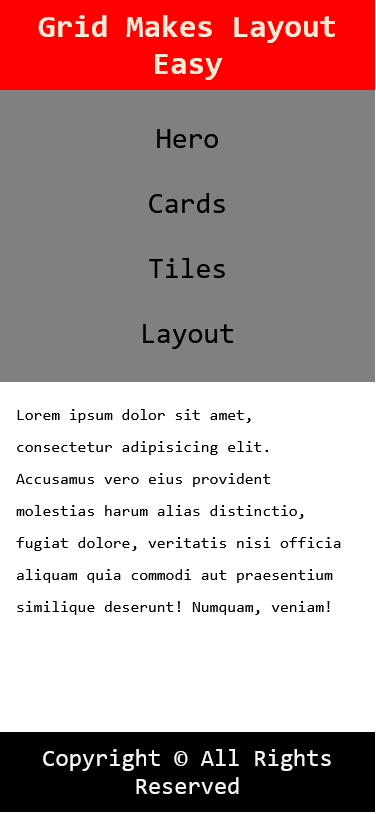 Grid Makes Layout
Easy
Hero
Cards
Tiles
Layout
Lorem ipsum dolor sit amet,
consectetur adipisicing elit.
Accusamus vero eius provident
molestias harum alias distinctio,
fugiat dolore, veritatis nisi officia
aliquam quia commodi aut praesentium
similique deserunt! Numquam, veniam!
Copyright © All Rights
Reserved